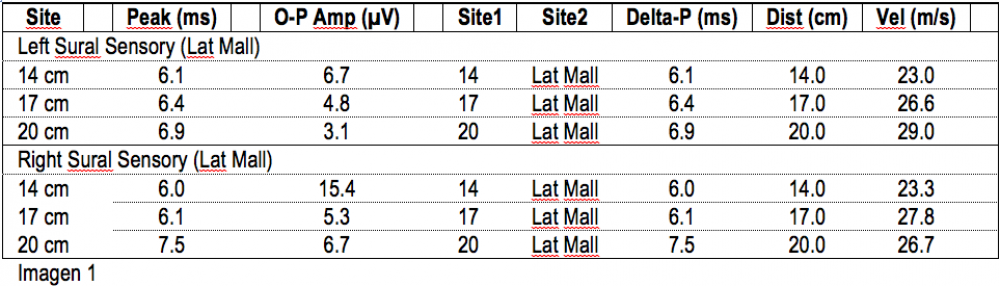 Site Peak (ms) O-P Amp (µV) Site1 Site2 Delta-P (ms) Dist (cm) Vel (m/s)
Left Sural Sensory (Lat Mall)
14 cm 6.1 6.7 14 Lat Mall 6.1 14.0 23.0
17 cm 6.4 4.8 17 Lat Mall 6.4 17.0 26.6
20 cm 6.9 3.1 20 Lat Mall 6.9 20.0 29.0
Right Sural Sensory (Lat Mall)
14 cm 6.0 15.4 14 Lat Mall 6.0 14.0 23.3
17 cm 6.1 5.3 17 Lat Mall 6.1 17.0 27.8
20 cm 7.5 6.7 20 Lat Mall 7.5 20.0 26.7
Imagen 1